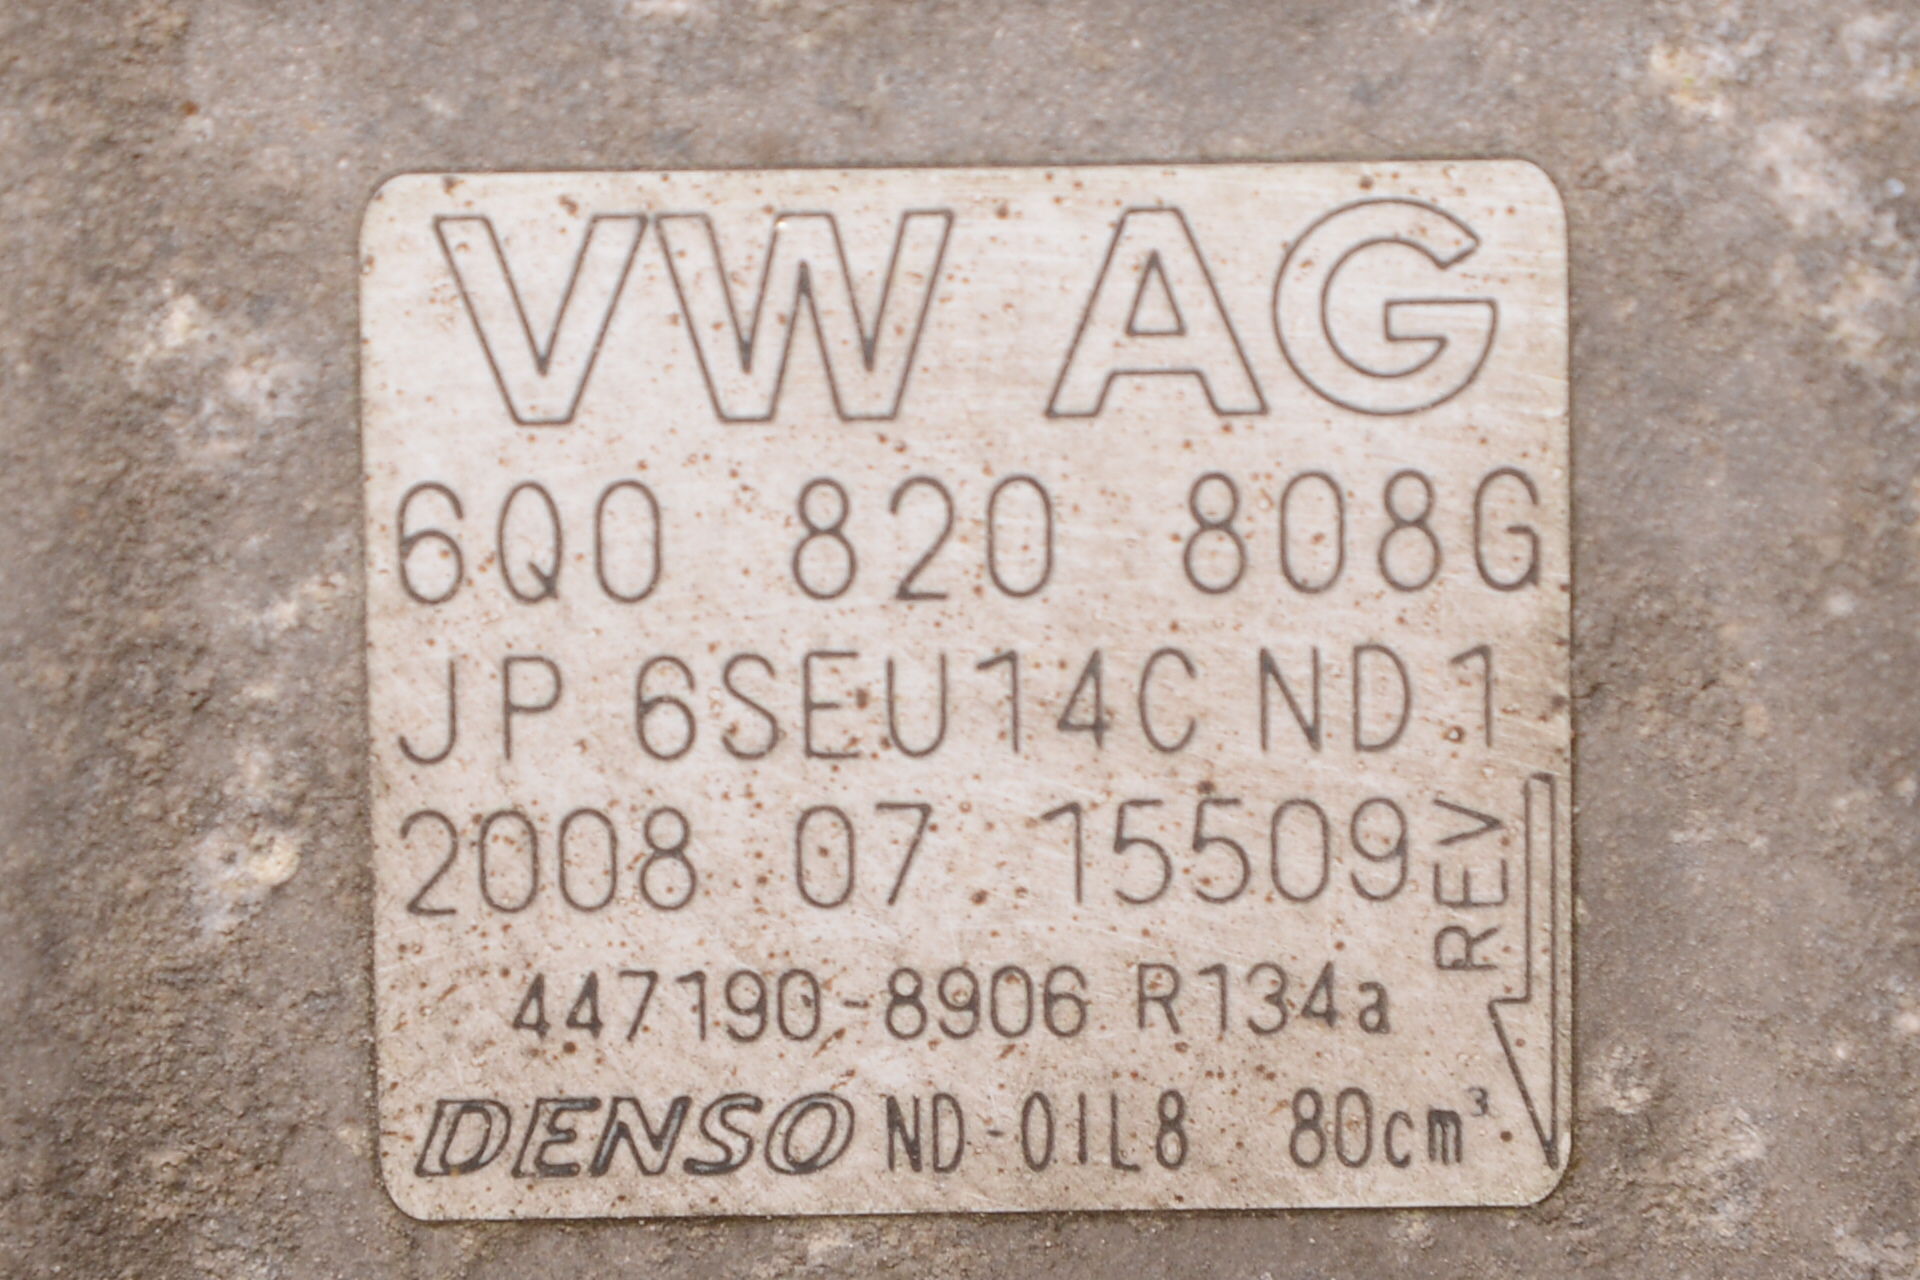 VW AG
6Q0 820 808G
JP 6SEU14C ND1
2008 07 15509
REV
447190-8906 R134a
DENSO ND-OIL8 80cm³